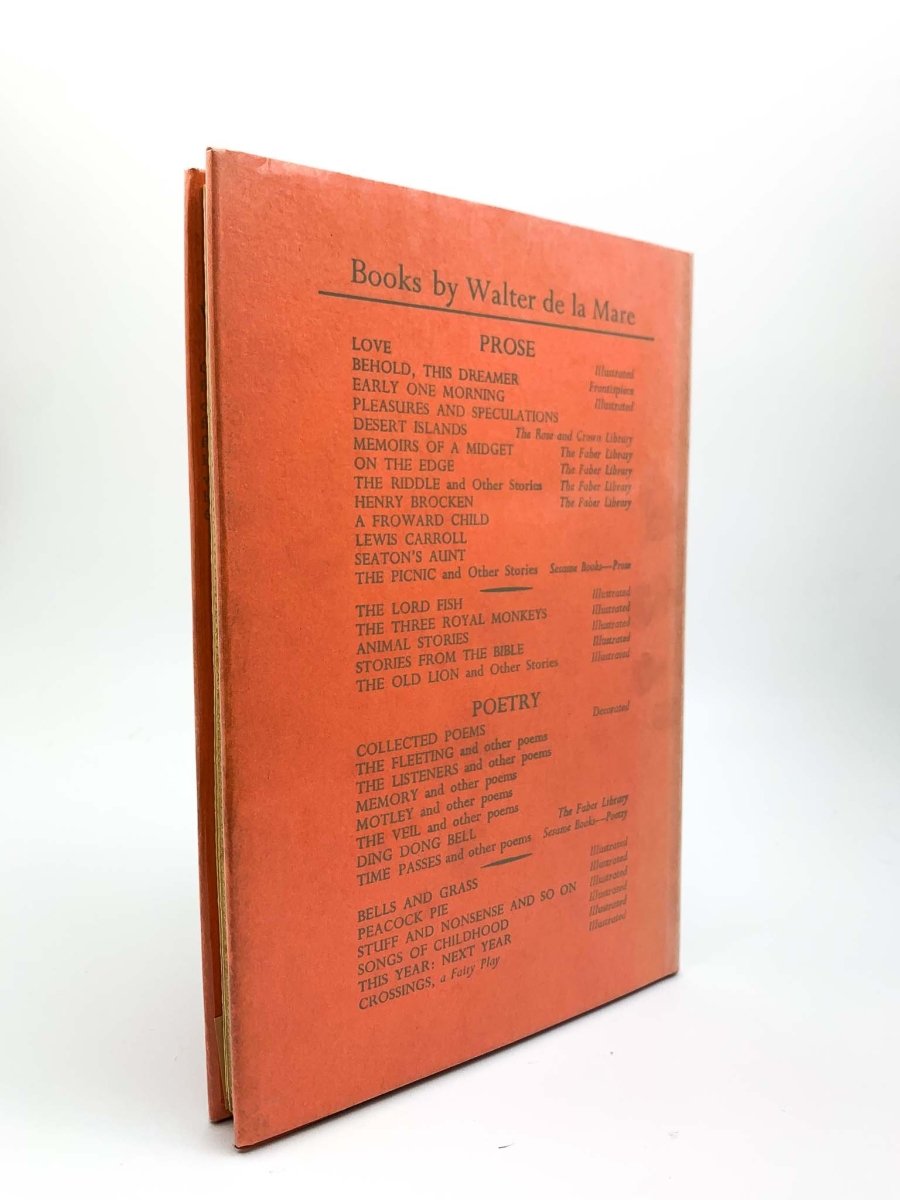 Books by Walter de la Mare
PROSE
LOVE Illustrated
BEHOLD, THIS DREAMER Frontispiece
EARLY ONE MORNING Illustrated
PLEASURES AND SPECULATIONS
DESERT ISLANDS The Rose and Crown Library
MEMOIRS OF A MIDGET The Faber Library
ON THE EDGE The Faber Library
THE RIDDLE and Other Stories The Faber Library
HENRY BROCKEN The Faber Library
A FROWARD CHILD
LEWIS CARROLL
SEATON'S AUNT
THE PICNIC and Other Stories Sesame Books—Prose
THE LORD FISH Illustrated
THE THREE ROYAL MONKEYS Illustrated
ANIMAL STORIES Illustrated
STORIES FROM THE BIBLE Illustrated
THE OLD LION and Other Stories Illustrated
POETRY
COLLECTED POEMS Decorated
THE FLEETING and other poems
THE LISTENERS and other poems
MEMORY and other poems
MOTLEY and other poems
THE VEIL and other poems
DING DONG BELL The Faber Library
TIME PASSES and other poems Sesame Books—Poetry
BELLS AND GRASS Illustrated
PEACOCK PIE Illustrated
STUFF AND NONSENSE AND SO ON Illustrated
SONGS OF CHILDHOOD Illustrated
THIS YEAR: NEXT YEAR Illustrated
CROSSINGS, a Fairy Play Illustrated